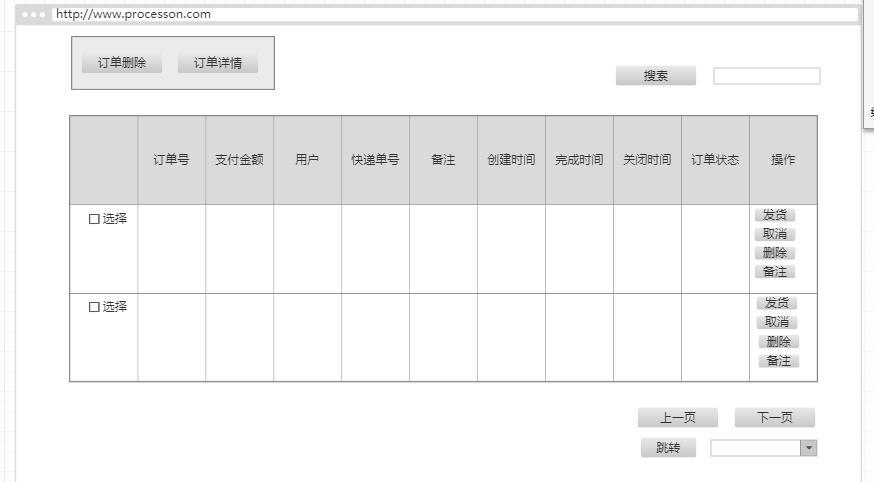 http://www.processon.com
订单删除 订单详情
搜索
订单号 支付金额 用户 快递单号 备注 创建时间 完成时间 关闭时间 订单状态 操作
选择 发货
取消
删除
备注
选择 发货
取消
删除
备注
上一页 下一页
跳转